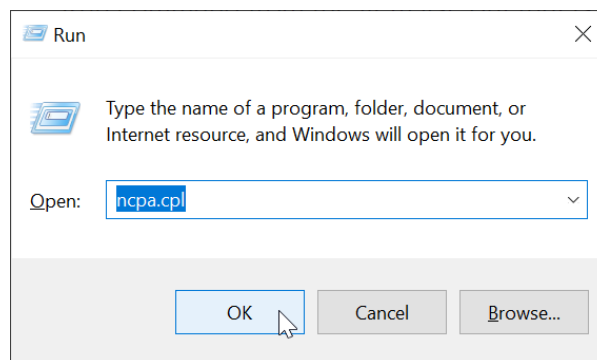 Run
Type the name of a program, folder, document, or
Internet resource, and Windows will open it for you.
Open: ncpa.cpl
OK Cancel Browse...